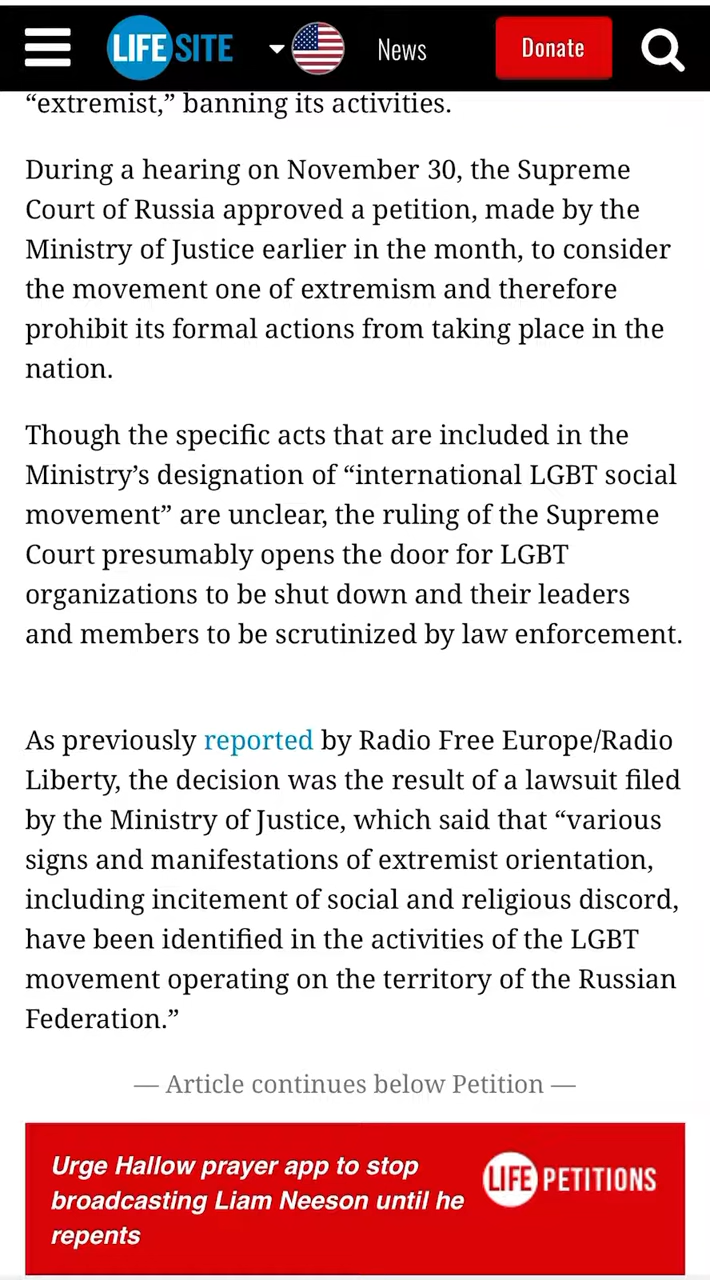 LIFE SITE
News
Donate
“extremist,” banning its activities.
During a hearing on November 30, the Supreme
Court of Russia approved a petition, made by the
Ministry of Justice earlier in the month, to consider
the movement one of extremism and therefore
prohibit its formal actions from taking place in the
nation.
Though the specific acts that are included in the
Ministry’s designation of “international LGBT social
movement” are unclear, the ruling of the Supreme
Court presumably opens the door for LGBT
organizations to be shut down and their leaders
and members to be scrutinized by law enforcement.
As previously reported by Radio Free Europe/Radio
Liberty, the decision was the result of a lawsuit filed
by the Ministry of Justice, which said that “various
signs and manifestations of extremist orientation,
including incitement of social and religious discord,
have been identified in the activities of the LGBT
movement operating on the territory of the Russian
Federation.”
— Article continues below Petition —
Urge Hallow prayer app to stop
broadcasting Liam Neeson until he
repents
LIFE PETITIONS